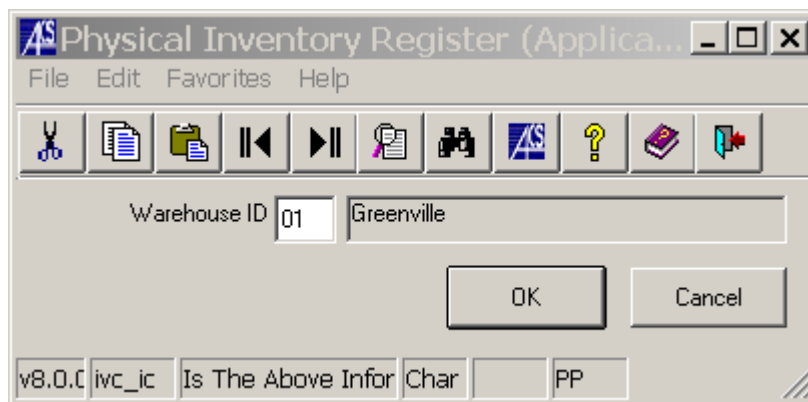 Physical Inventory Register (Applica...
File Edit Favorites Help
Warehouse ID 01 Greenville
OK Cancel
v8.0.0 ivc_ic Is The Above Infor Char PP